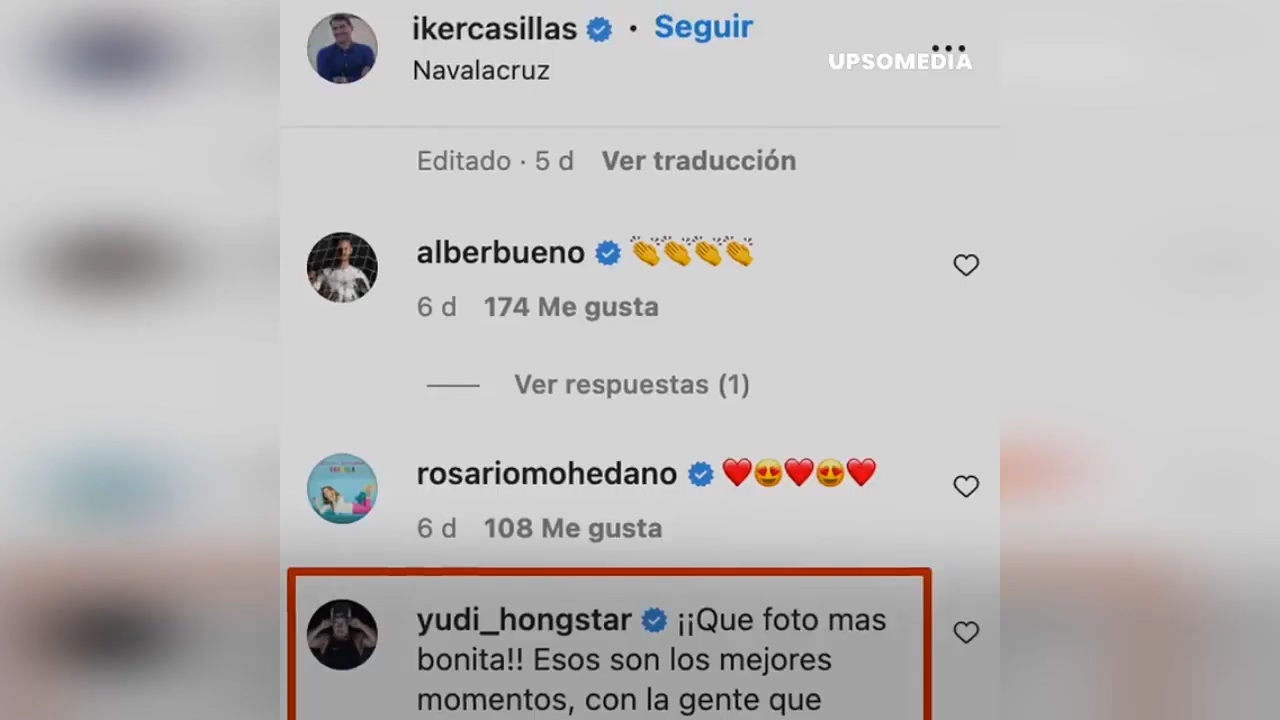 ikercasillas • Seguir
UPSOMEDIA
Navalacruz
Editado · 5 d Ver traducción
alberbueno 👏👏👏👏
6 d 174 Me gusta
Ver respuestas (1)
rosariomohedano ❤️😍❤️😍❤️
6 d 108 Me gusta
yudi_hongstar ¡¡Que foto mas
bonita!! Esos son los mejores
momentos, con la gente que